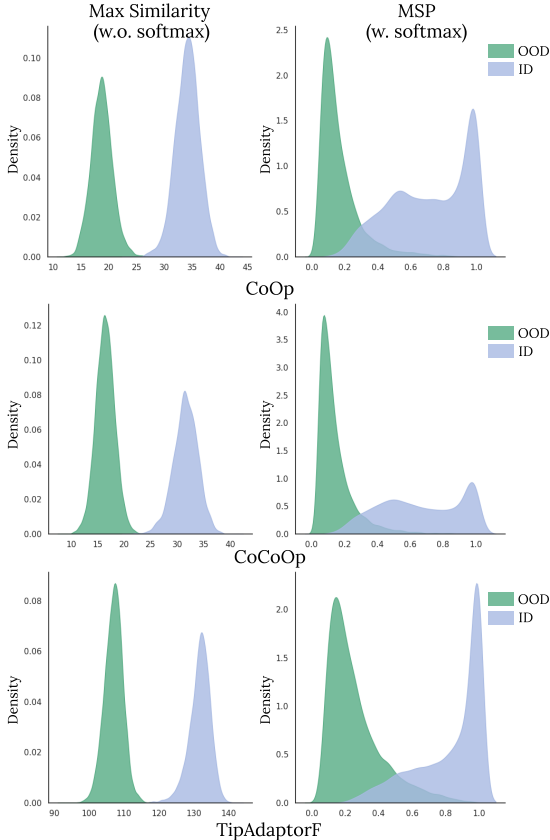 Max Similarity
(w.o. softmax)
MSP
(w. softmax)
Density
0.10
0.08
0.06
0.04
0.02
0.00
10 15 20 25 30 35 40 45
Density
2.5
2.0
1.5
1.0
0.5
0.0
0.0 0.2 0.4 0.6 0.8 1.0
OOD
ID
CoOp
Density
0.12
0.10
0.08
0.06
0.04
0.02
0.00
10 15 20 25 30 35 40
Density
4.0
3.5
3.0
2.5
2.0
1.5
1.0
0.5
0.0
0.0 0.2 0.4 0.6 0.8 1.0
OOD
ID
CoCoOp
Density
0.08
0.06
0.04
0.02
0.00
90 100 110 120 130 140
Density
2.0
1.5
1.0
0.5
0.0
0.0 0.2 0.4 0.6 0.8 1.0
OOD
ID
TipAdaptorF